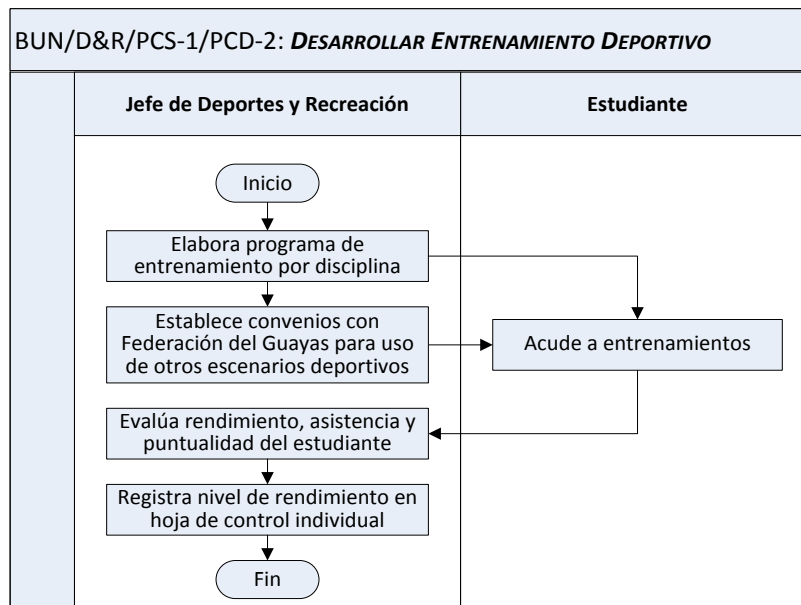 BUN/D&R/PCS-1/PCD-2: DESARROLLAR ENTRENAMIENTO DEPORTIVO
Jefe de Deportes y Recreación
Estudiante
Inicio
Elabora programa de
entrenamiento por disciplina
Establece convenios con
Federación del Guayas para uso
de otros escenarios deportivos
Acude a entrenamientos
Evalúa rendimiento, asistencia y
puntualidad del estudiante
Registra nivel de rendimiento en
hoja de control individual
Fin